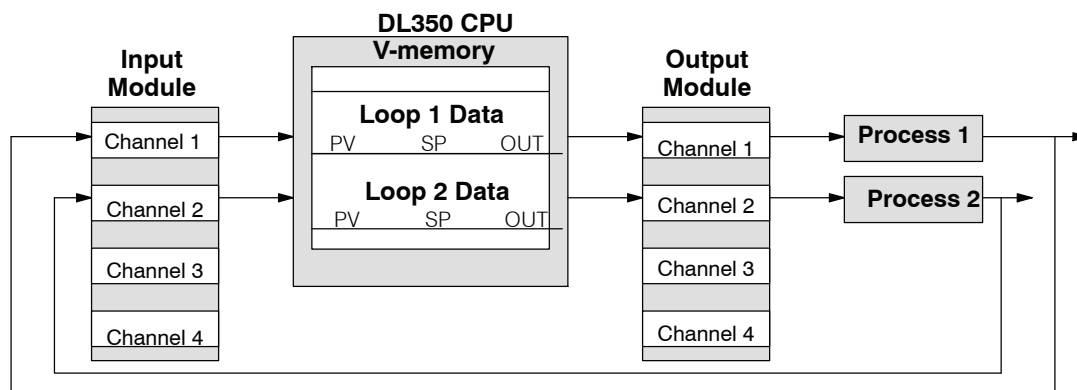 DL350 CPU
V-memory
Input
Module
Output
Module
Loop 1 Data
PV SP OUT
Loop 2 Data
PV SP OUT
Channel 1
Channel 2
Channel 3
Channel 4
Channel 1
Channel 2
Channel 3
Channel 4
Process 1
Process 2